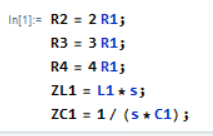 In[1]:= R2 = 2 R1;
R3 = 3 R1;
R4 = 4 R1;
ZL1 = L1 * s;
ZC1 = 1 / (s * C1) ;